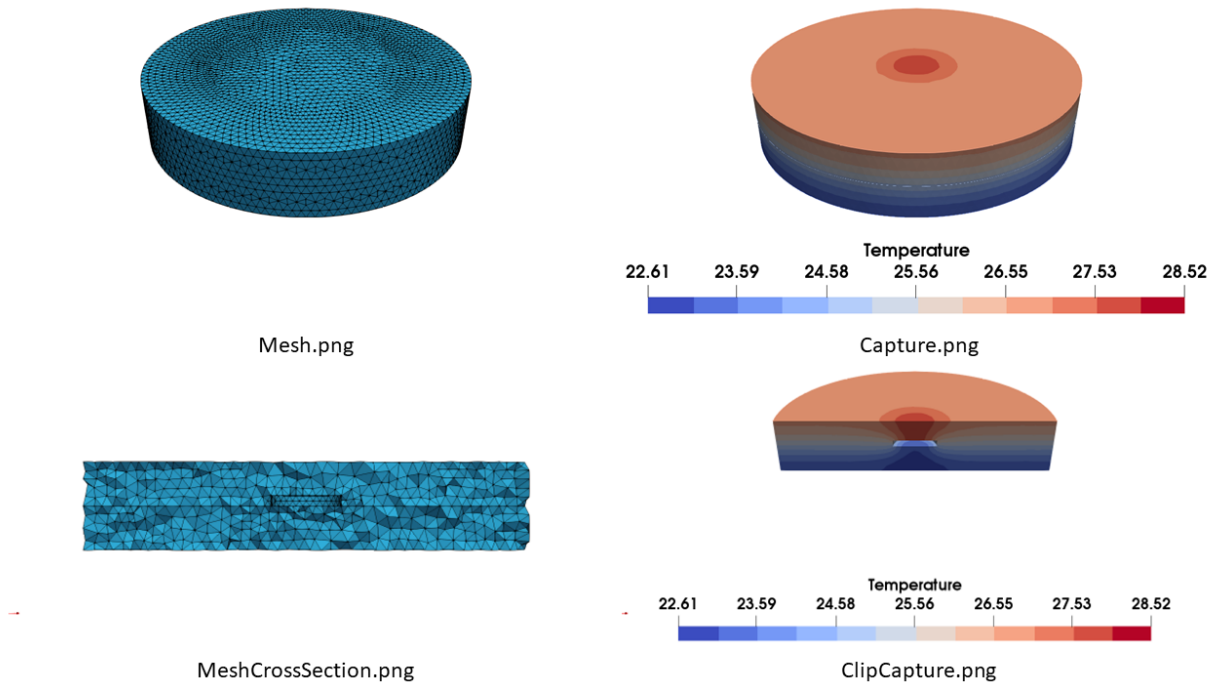 Temperature
22.61 23.59 24.58 25.56 26.55 27.53 28.52
Mesh.png
Capture.png
Temperature
22.61 23.59 24.58 25.56 26.55 27.53 28.52
MeshCrossSection.png
ClipCapture.png